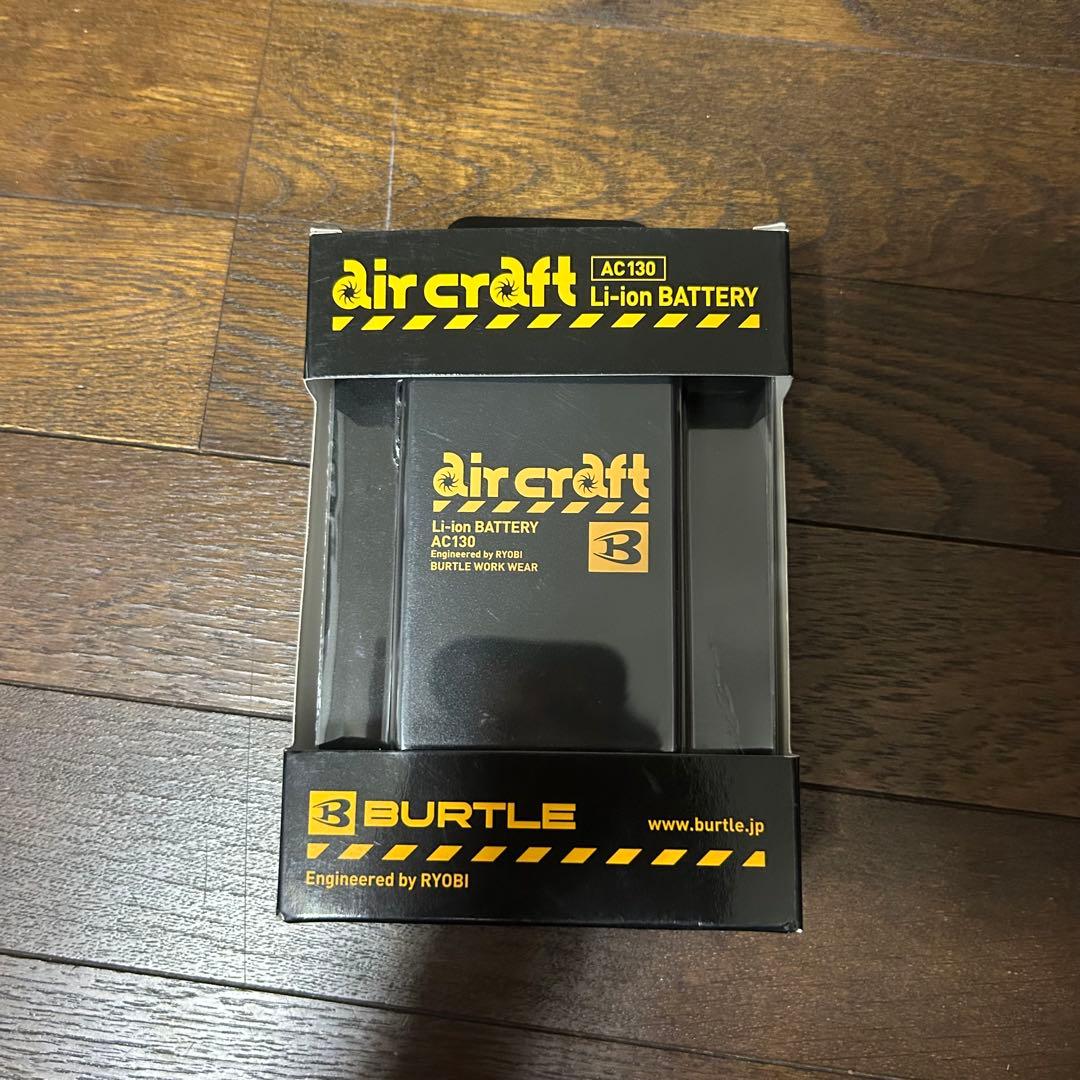 air craft AC130
Li-ion BATTERY
air craft
Li-ion BATTERY
AC130
Engineered by RYOBI
BURTLE WORK WEAR
B
B BURTLE
www.burtle.jp
Engineered by RYOBI